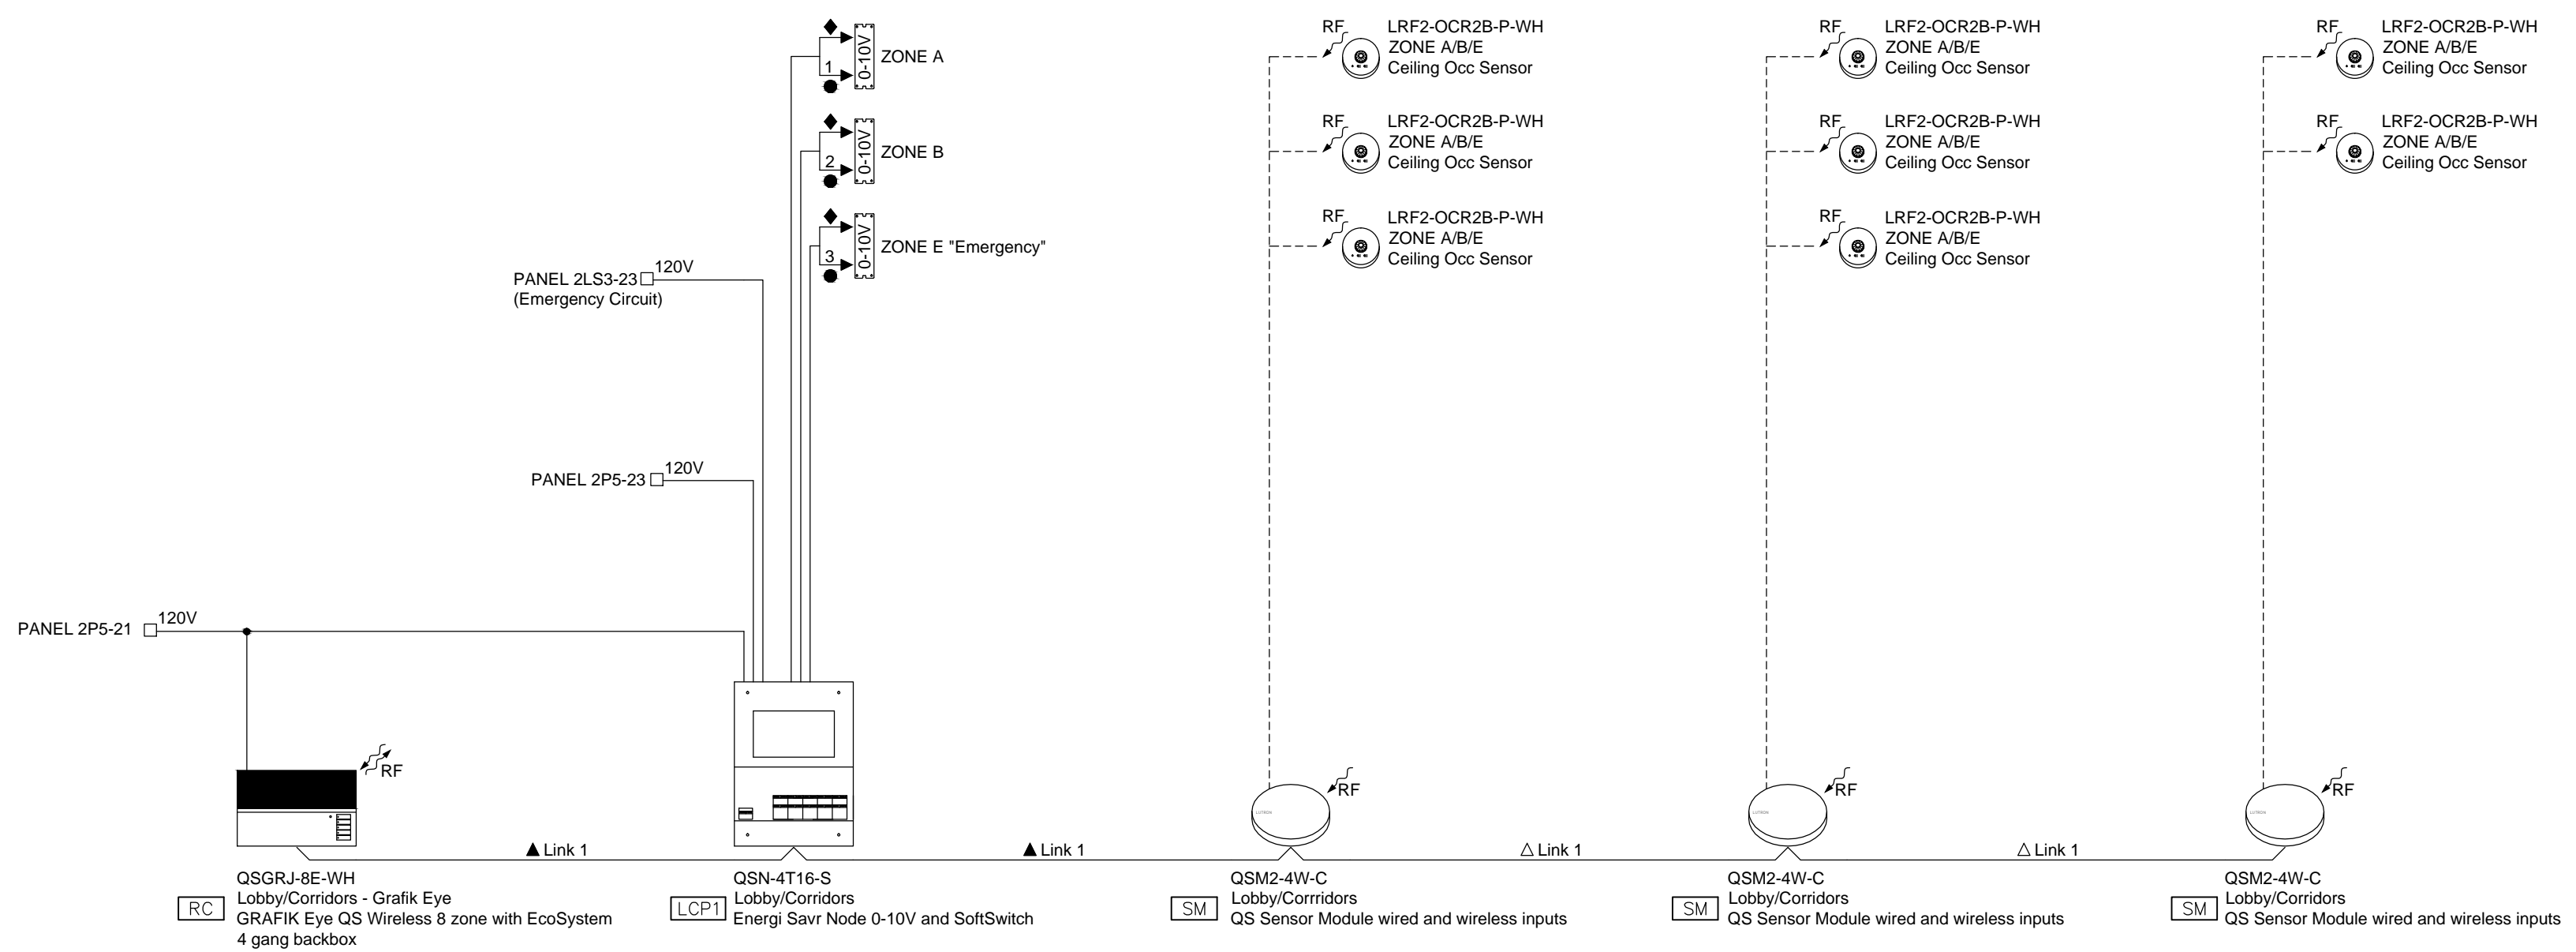 RF
LRF2-OCR2B-P-WH
ZONE A/B/E
Ceiling Occ Sensor
RF
LRF2-OCR2B-P-WH
ZONE A/B/E
Ceiling Occ Sensor
RF
LRF2-OCR2B-P-WH
ZONE A/B/E
Ceiling Occ Sensor
1
0-10V
ZONE A
RF
LRF2-OCR2B-P-WH
ZONE A/B/E
Ceiling Occ Sensor
RF
LRF2-OCR2B-P-WH
ZONE A/B/E
Ceiling Occ Sensor
RF
LRF2-OCR2B-P-WH
ZONE A/B/E
Ceiling Occ Sensor
2
0-10V
ZONE B
RF
LRF2-OCR2B-P-WH
ZONE A/B/E
Ceiling Occ Sensor
RF
LRF2-OCR2B-P-WH
ZONE A/B/E
Ceiling Occ Sensor
3
0-10V
ZONE E "Emergency"
PANEL 2LS3-23
120V
(Emergency Circuit)
PANEL 2P5-23
120V
PANEL 2P5-21
120V
RF
LUTRON
RF
LUTRON
RF
LUTRON
RF
Link 1
Link 1
Link 1
Link 1
RC
QSGRJ-8E-WH
Lobby/Corridors - Grafik Eye
GRAFIK Eye QS Wireless 8 zone with EcoSystem
4 gang backbox
LCP1
QSN-4T16-S
Lobby/Corridors
Energi Savr Node 0-10V and SoftSwitch
SM
QSM2-4W-C
Lobby/Corrridors
QS Sensor Module wired and wireless inputs
SM
QSM2-4W-C
Lobby/Corridors
QS Sensor Module wired and wireless inputs
SM
QSM2-4W-C
Lobby/Corridors
QS Sensor Module wired and wireless inputs